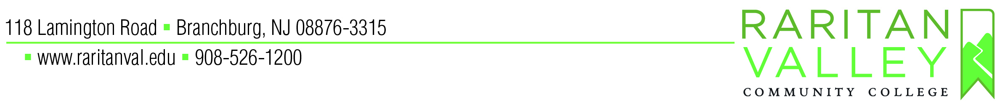 118 Lamington Road ▪ Branchburg, NJ 08876-3315
▪ www.raritanval.edu ▪ 908-526-1200
RARITAN
VALLEY
COMMUNITY COLLEGE